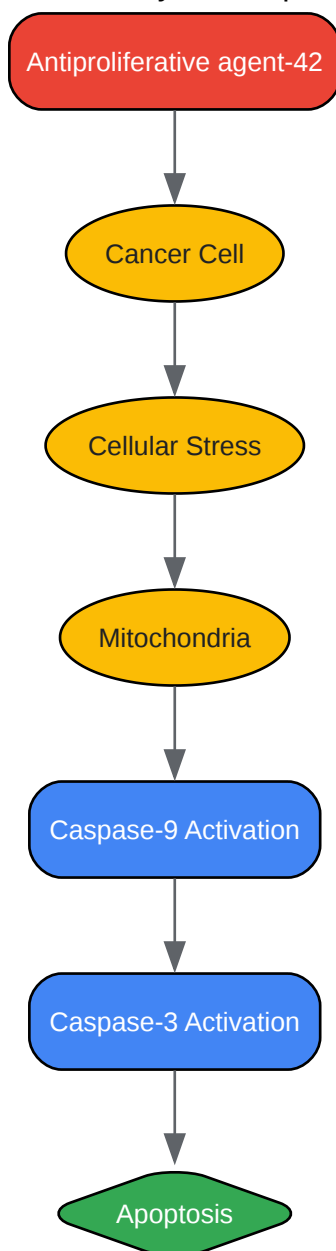 Antiproliferative agent-42
Cancer Cell
Cellular Stress
Mitochondria
Caspase-9 Activation
Caspase-3 Activation
Apoptosis